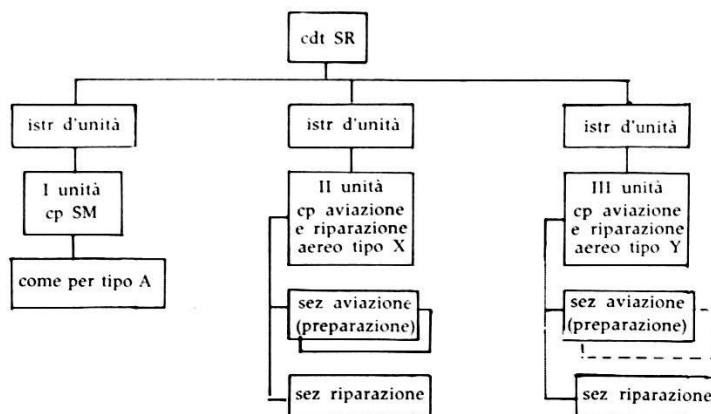 cdt SR
istr d'unità
istr d'unità
istr d'unità
I unità
cp SM
II unità
cp aviazione
e riparazione
aereo tipo X
III unità
cp aviazione
e riparazione
aereo tipo Y
come per tipo A
sez aviazione
(preparazione)
sez aviazione
(preparazione)
sez riparazione
sez riparazione